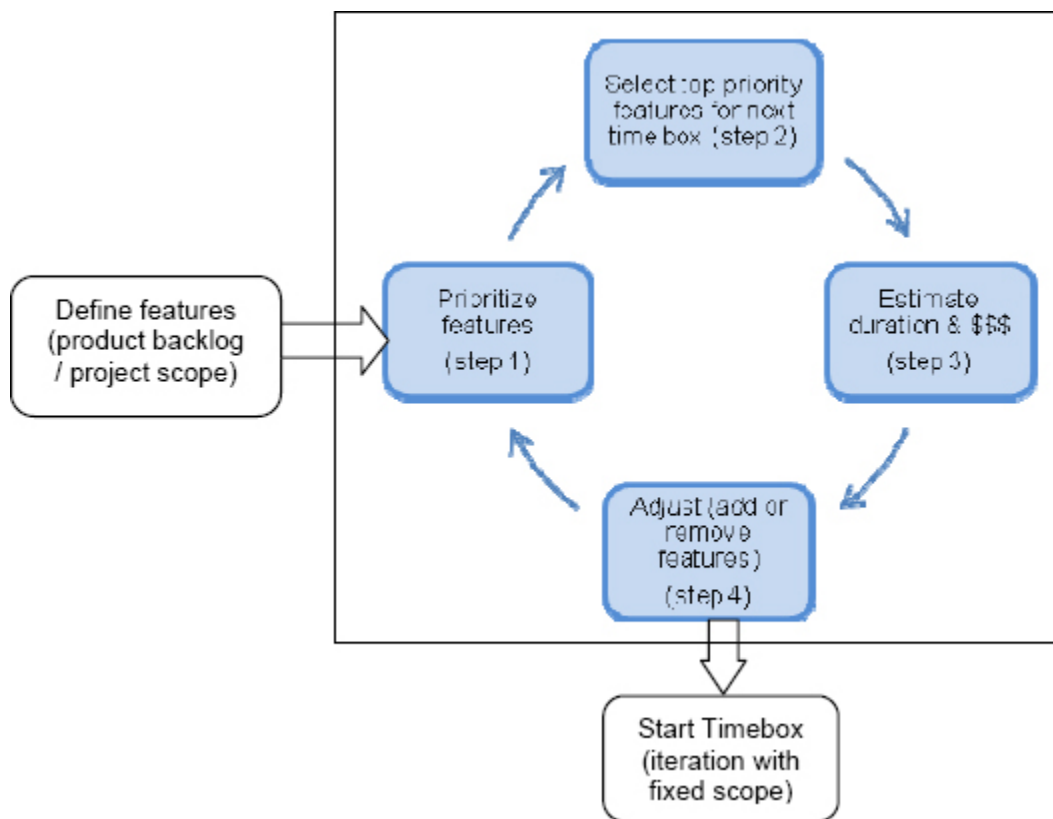 Select top priority
features for next
time box (step 2)
Define features
(product backlog
/ project scope)
Prioritize
features
(step 1)
Estimate
duration & $$$
(step 3)
Adjust (add or
remove
features)
(step 4)
Start Timebox
(iteration with
fixed scope)